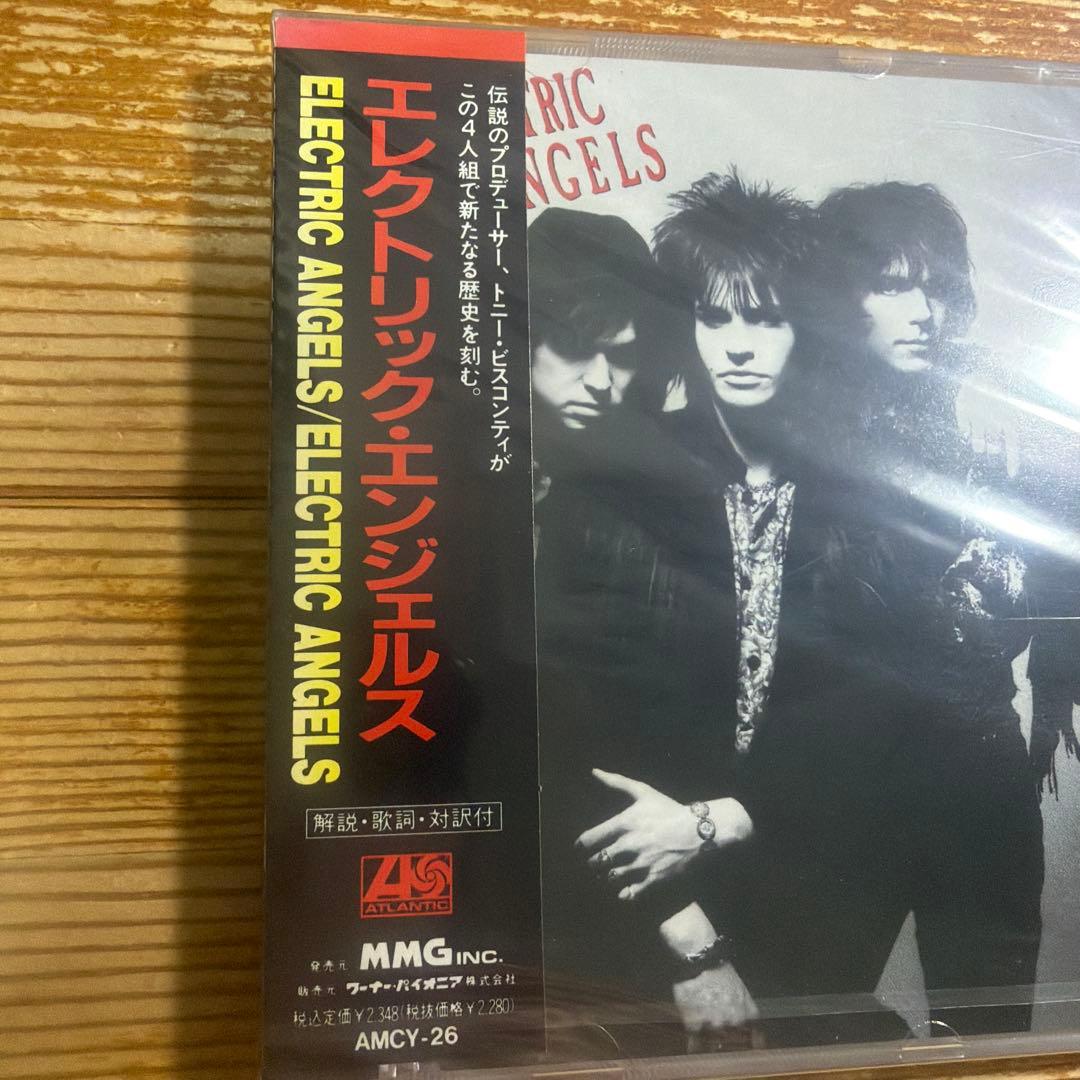 伝説のプロデューサー、トニー・ビスコンティが
この4人組で新たなる歴史を刻む。
エレクトリック・エンジェルス
ELECTRIC ANGELS/ELECTRIC ANGELS
解説・歌詞・対訳付
ATLANTIC
発売元 MMG INC.
販売元 ワーナー・パイオニア株式会社
税込定価¥2,348(税抜価格¥2,280)
AMCY-26
TRIC
NGELS